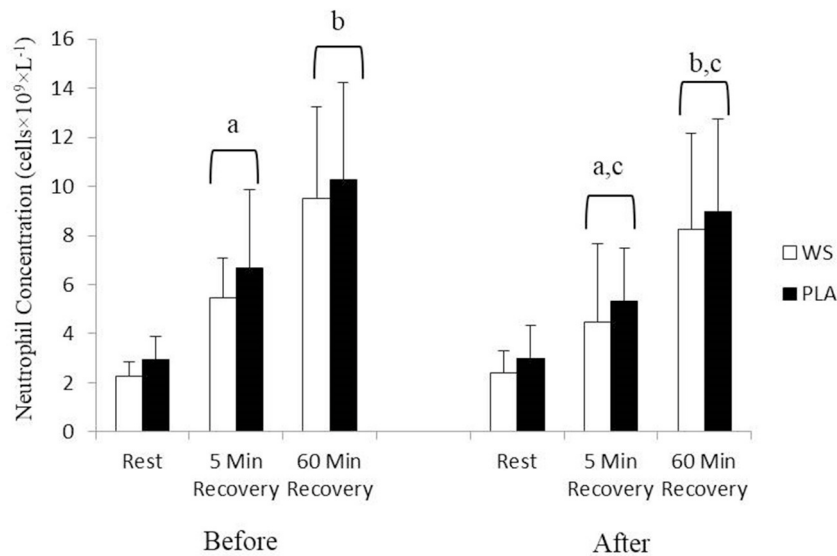 Neutrophil Concentration (cells×10⁹×L⁻¹)
16
14
12
10
8
6
4
2
0
a
b
a,c
b,c
WS
PLA
Rest
5 Min
Recovery
60 Min
Recovery
Rest
5 Min
Recovery
60 Min
Recovery
Before
After